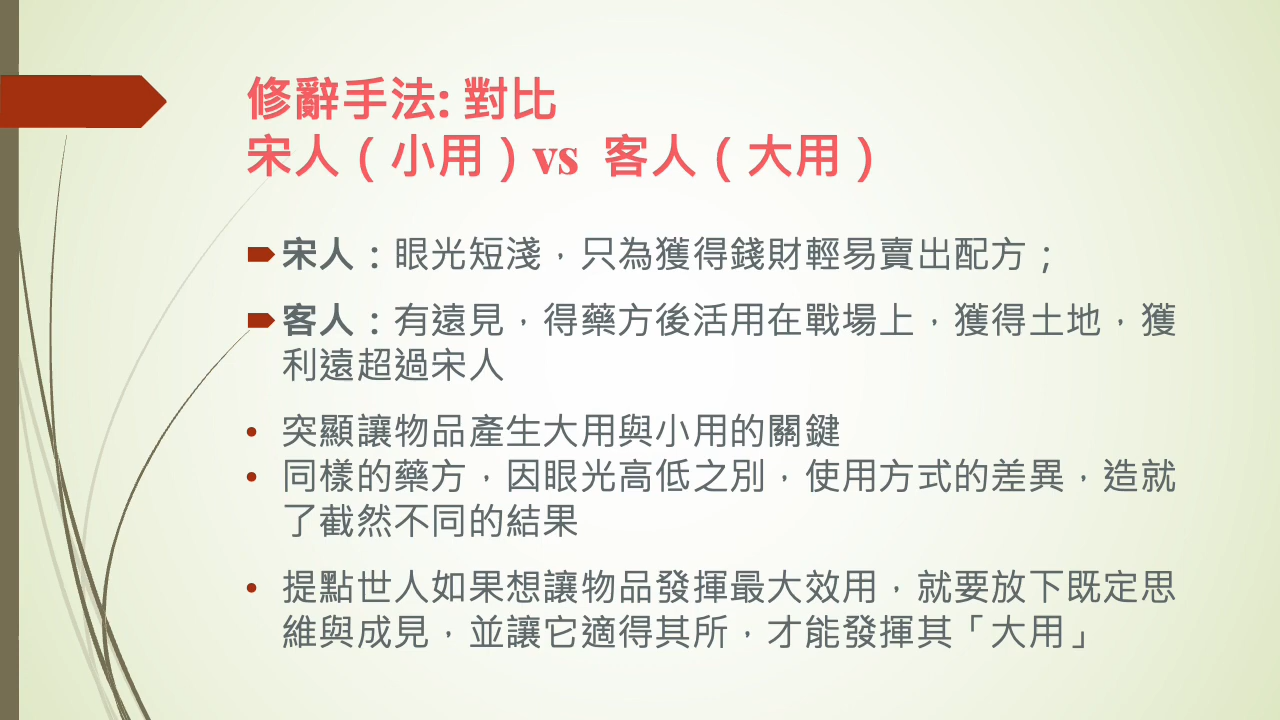 修辭手法: 對比
宋人（小用）vs 客人（大用）
宋人：眼光短淺，只為獲得錢財輕易賣出配方；
客人：有遠見，得藥方後活用在戰場上，獲得土地，獲
利遠超過宋人
• 突顯讓物品產生大用與小用的關鍵
• 同樣的藥方，因眼光高低之別，使用方式的差異，造就
了截然不同的結果
• 提點世人如果想讓物品發揮最大效用，就要放下既定思
維與成見，並讓它適得其所，才能發揮其「大用」